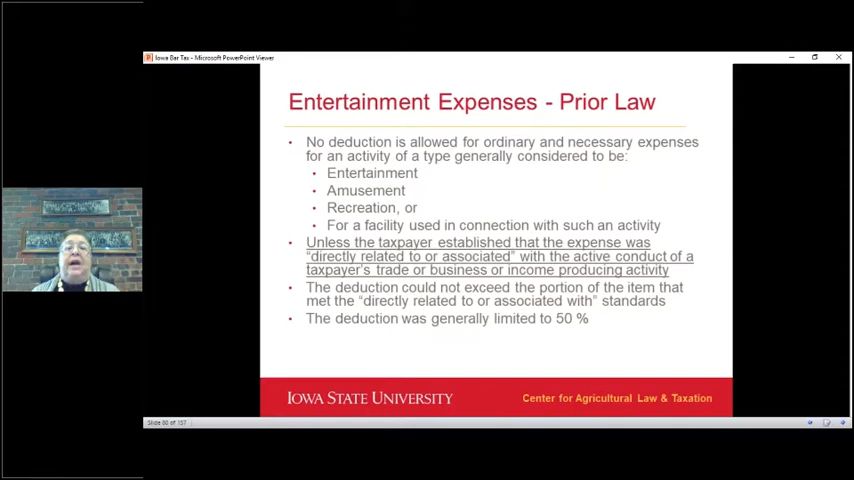 Iowa Bar Tax - Microsoft PowerPoint Viewer
Entertainment Expenses - Prior Law
• No deduction is allowed for ordinary and necessary expenses
for an activity of a type generally considered to be:
• Entertainment
• Amusement
• Recreation, or
• For a facility used in connection with such an activity
• Unless the taxpayer established that the expense was
“directly related to or associated” with the active conduct of a
taxpayer’s trade or business or income producing activity
• The deduction could not exceed the portion of the item that
met the “directly related to or associated with” standards
• The deduction was generally limited to 50 %
IOWA STATE UNIVERSITY
Center for Agricultural Law & Taxation
Slide 80 of 157